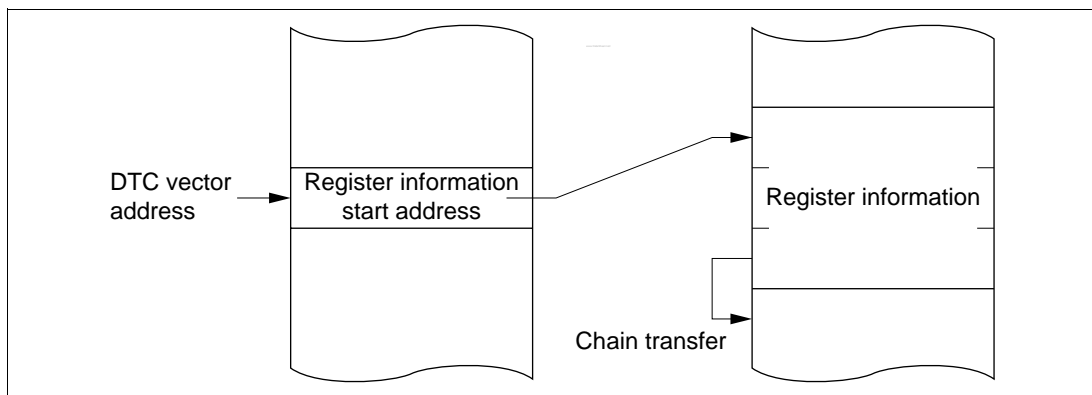 DTC vector
address
Register information
start address
Register information
Chain transfer